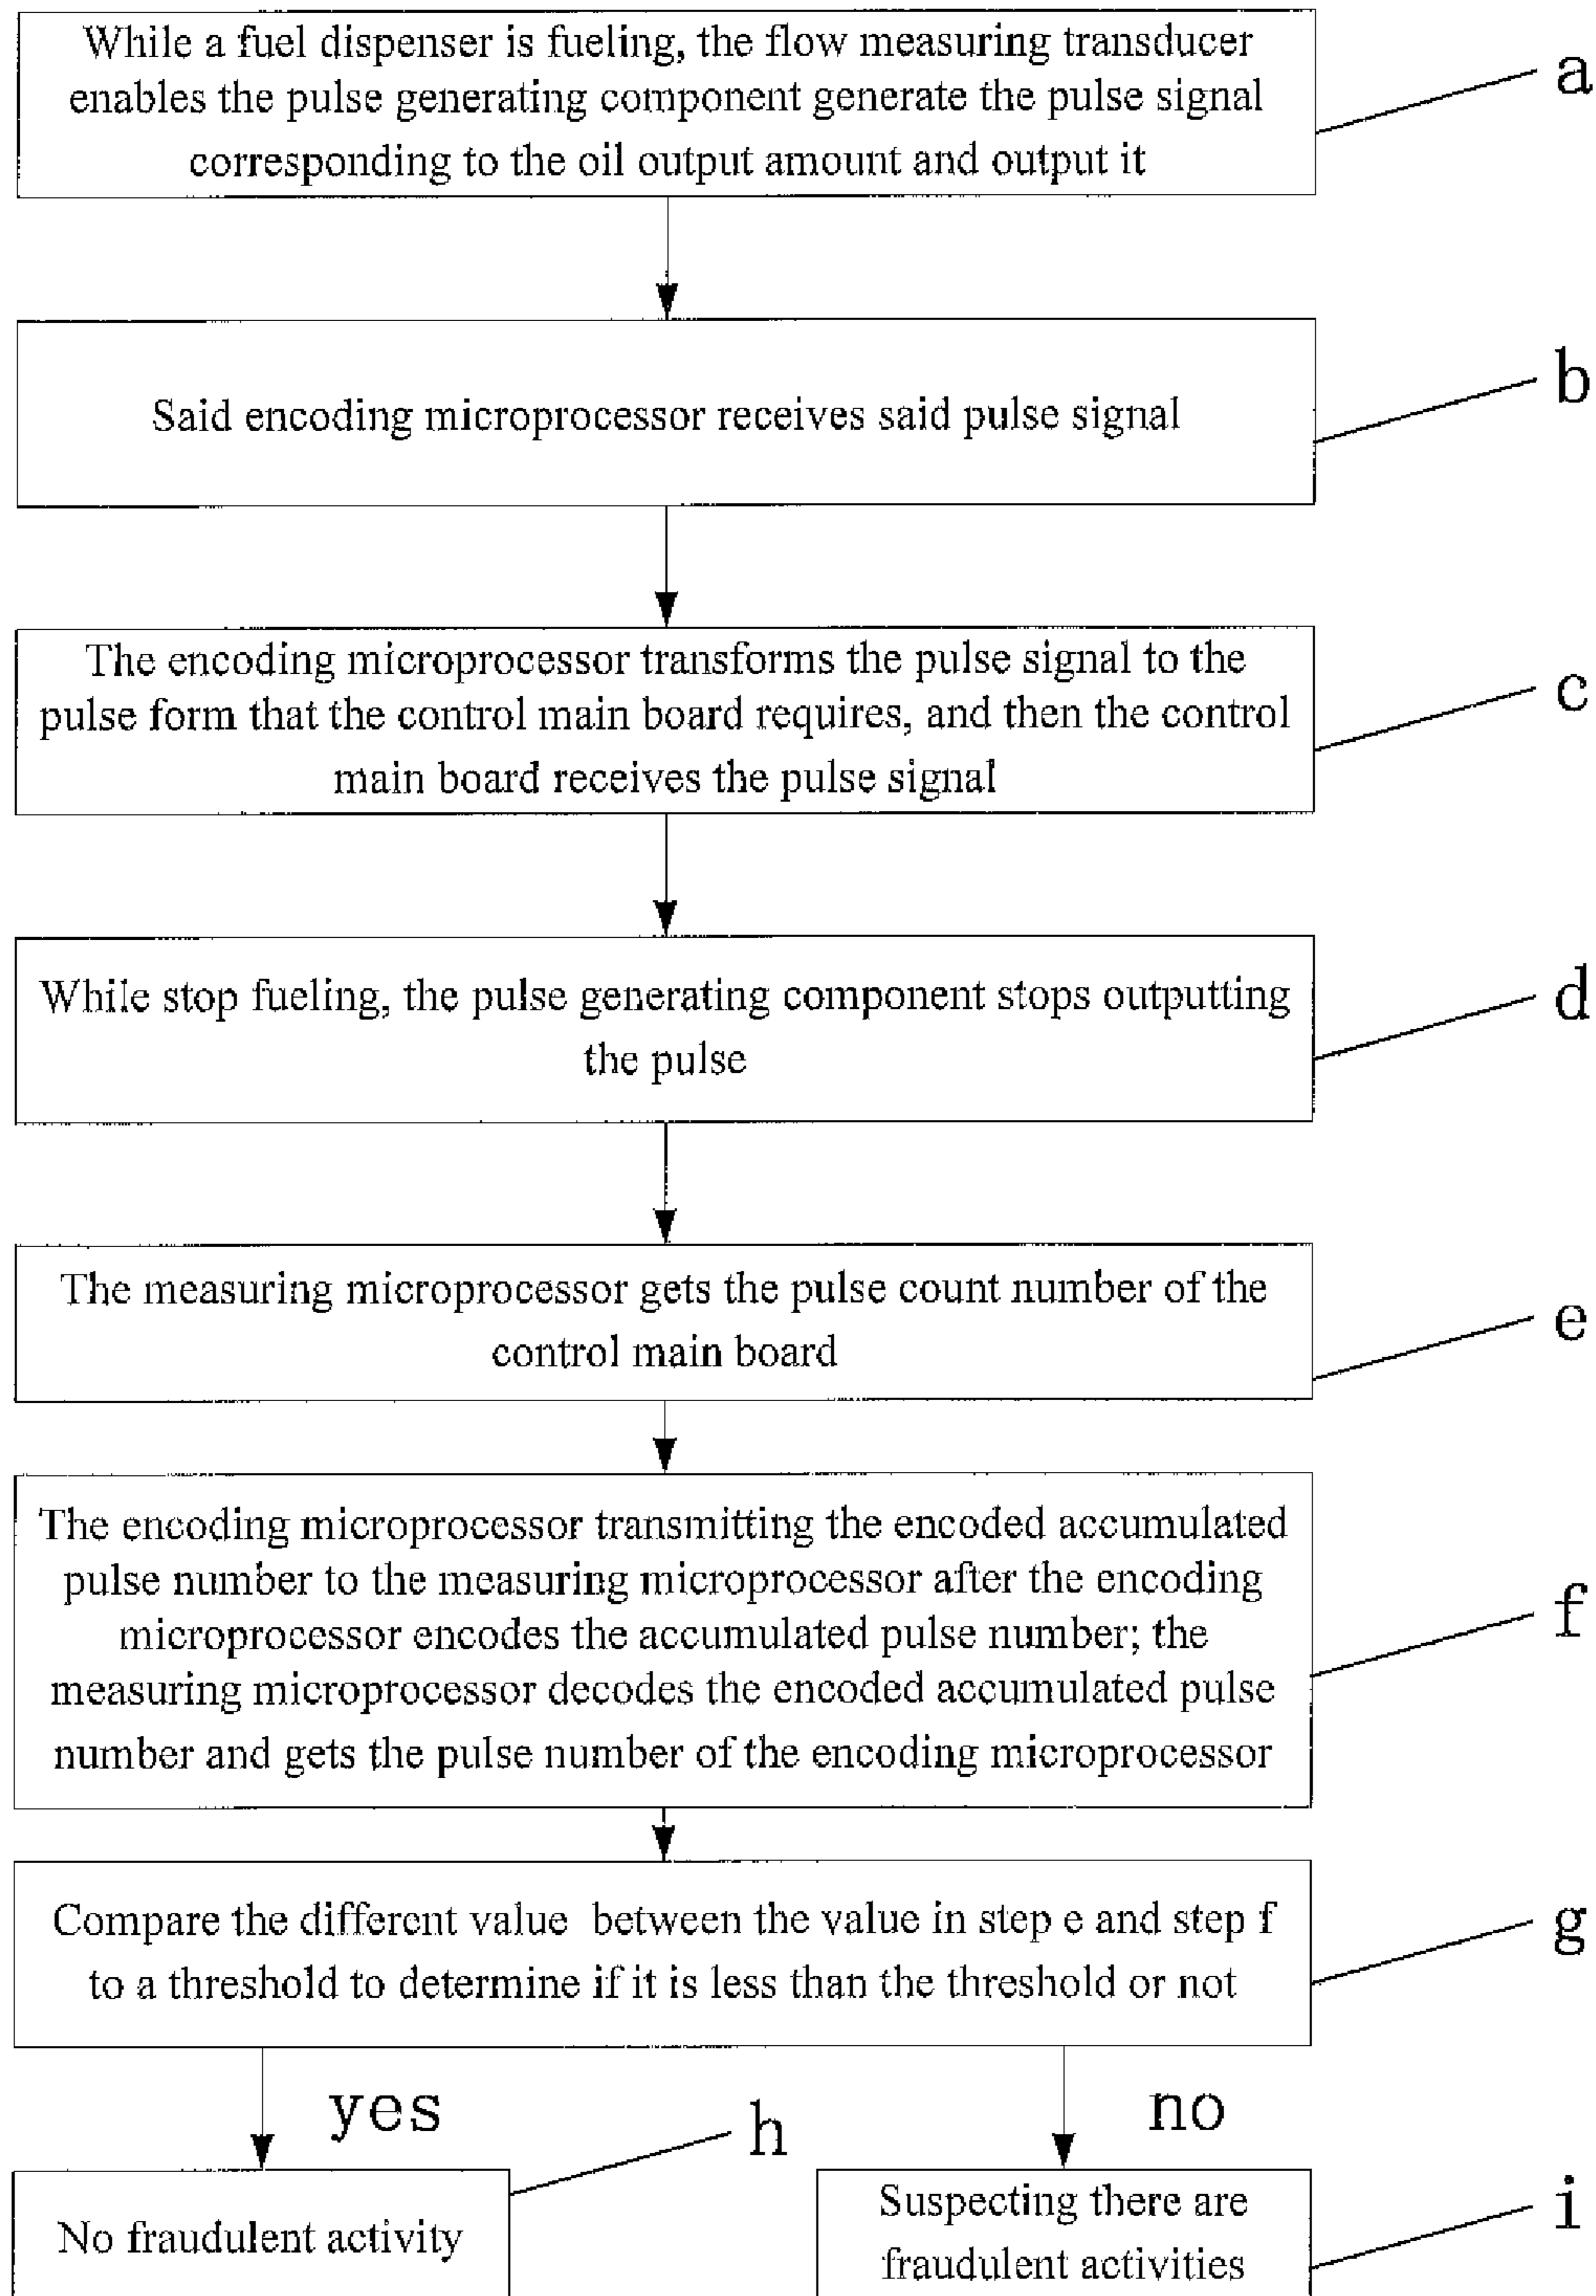 While a fuel dispenser is fueling, the flow measuring transducer
enables the pulse generating component generate the pulse signal
corresponding to the oil output amount and output it
a
Said encoding microprocessor receives said pulse signal
b
The encoding microprocessor transforms the pulse signal to the
pulse form that the control main board requires, and then the control
main board receives the pulse signal
c
While stop fueling, the pulse generating component stops outputting
the pulse
d
The measuring microprocessor gets the pulse count number of the
control main board
e
The encoding microprocessor transmitting the encoded accumulated
pulse number to the measuring microprocessor after the encoding
microprocessor encodes the accumulated pulse number; the
measuring microprocessor decodes the encoded accumulated pulse
number and gets the pulse number of the encoding microprocessor
f
Compare the different value between the value in step e and step f
to a threshold to determine if it is less than the threshold or not
g
yes
no
No fraudulent activity
h
Suspecting there are
fraudulent activities
i